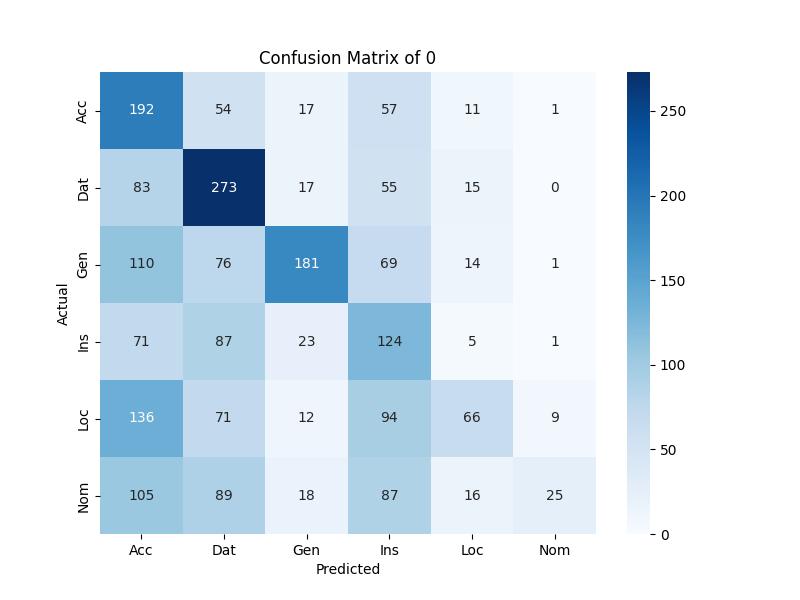 Confusion Matrix of 0
Actual
Acc 192 54 17 57 11 1
Dat 83 273 17 55 15 0
Gen 110 76 181 69 14 1
Ins 71 87 23 124 5 1
Loc 136 71 12 94 66 9
Nom 105 89 18 87 16 25
Acc Dat Gen Ins Loc Nom
Predicted
250
200
150
100
50
0